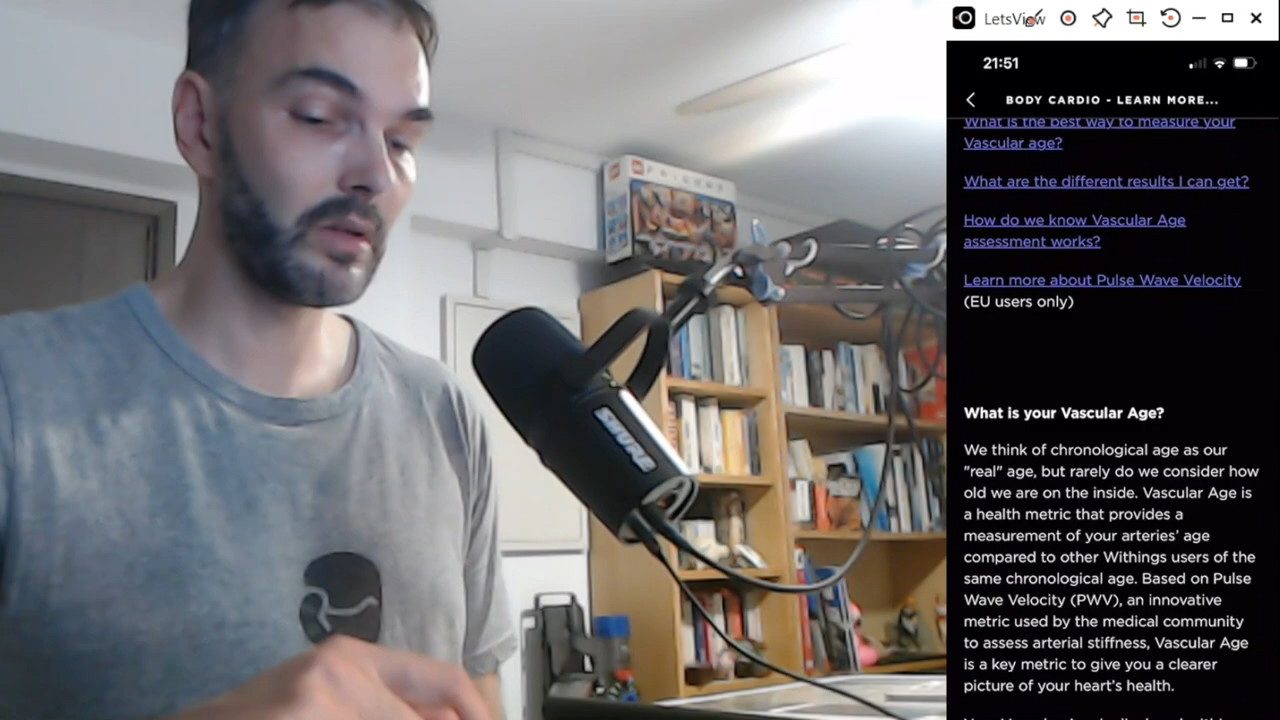 LetsView
21:51
BODY CARDIO - LEARN MORE...
What is the best way to measure your
Vascular age?
What are the different results I can get?
How do we know Vascular Age
assessment works?
Learn more about Pulse Wave Velocity
(EU users only)
What is your Vascular Age?
We think of chronological age as our
"real" age, but rarely do we consider how
old we are on the inside. Vascular Age is
a health metric that provides a
measurement of your arteries’ age
compared to other Withings users of the
same chronological age. Based on Pulse
Wave Velocity (PWV), an innovative
metric used by the medical community
to assess arterial stiffness, Vascular Age
is a key metric to give you a clearer
picture of your heart’s health.
FRIENDS
SHURE